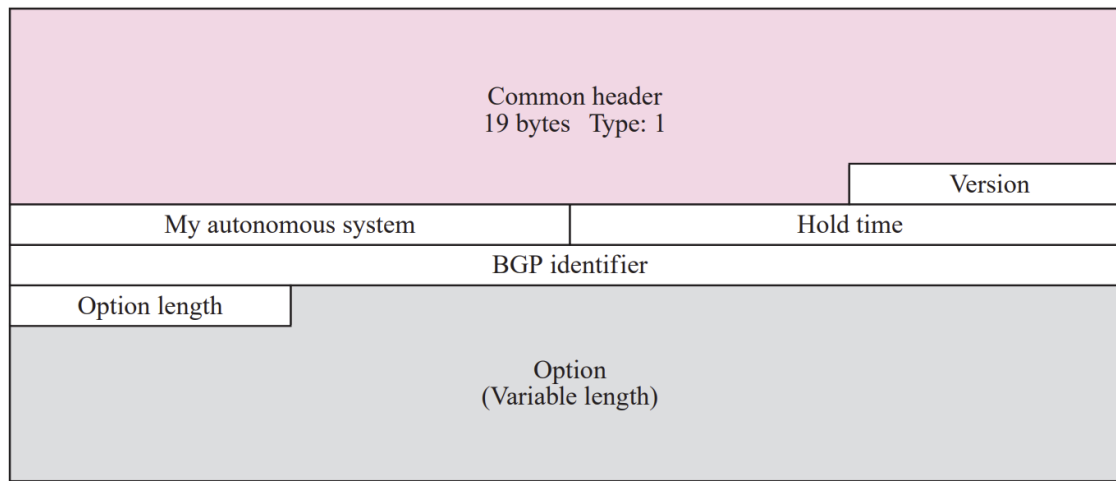 Common header
19 bytes Type: 1
Version
My autonomous system
Hold time
BGP identifier
Option length
Option
(Variable length)